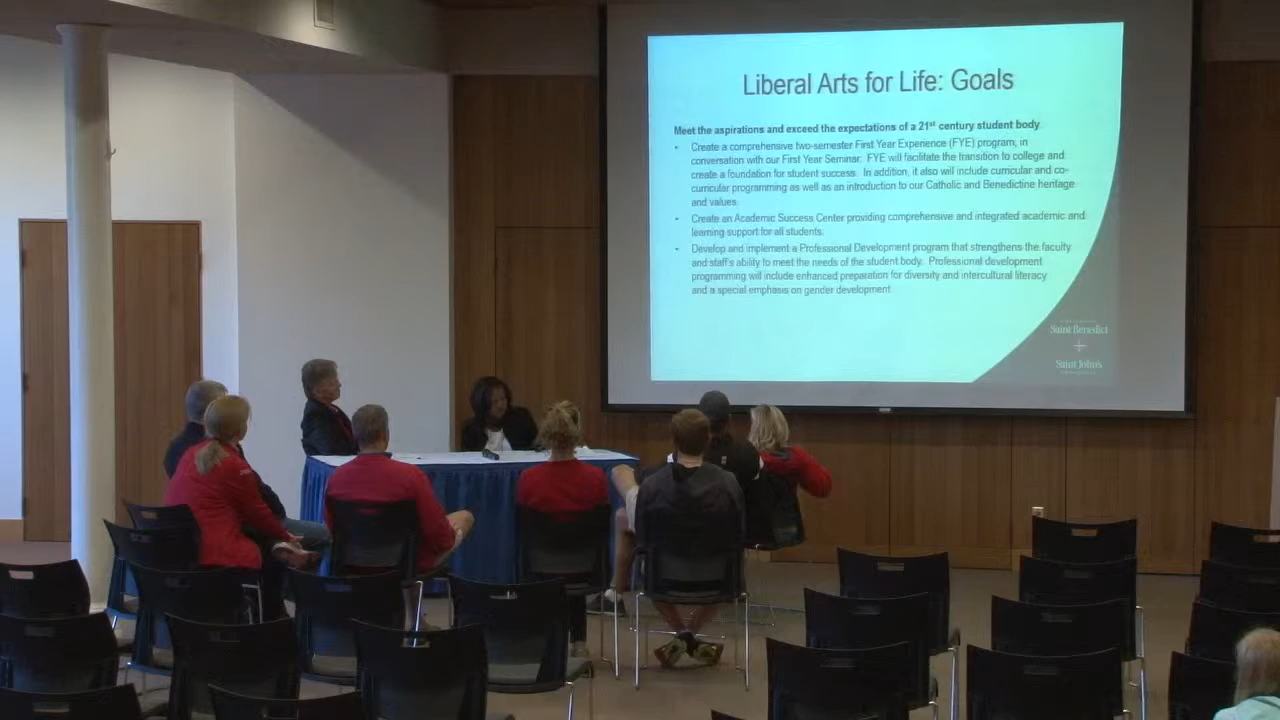 Liberal Arts for Life: Goals
Meet the aspirations and exceed the expectations of a 21st century student body
• Create a comprehensive two-semester First Year Experience (FYE) program, in
conversation with our First Year Seminar. FYE will facilitate the transition to college and
create a foundation for student success. In addition, it also will include curricular and co-
curricular programming as well as an introduction to our Catholic and Benedictine heritage
and values.
• Create an Academic Success Center providing comprehensive and integrated academic and
learning support for all students.
• Develop and implement a Professional Development program that strengthens the faculty
and staff's ability to meet the needs of the student body. Professional development
programming will include enhanced preparation for diversity and intercultural literacy
and a special emphasis on gender development
Saint Benedict
+
Saint John's